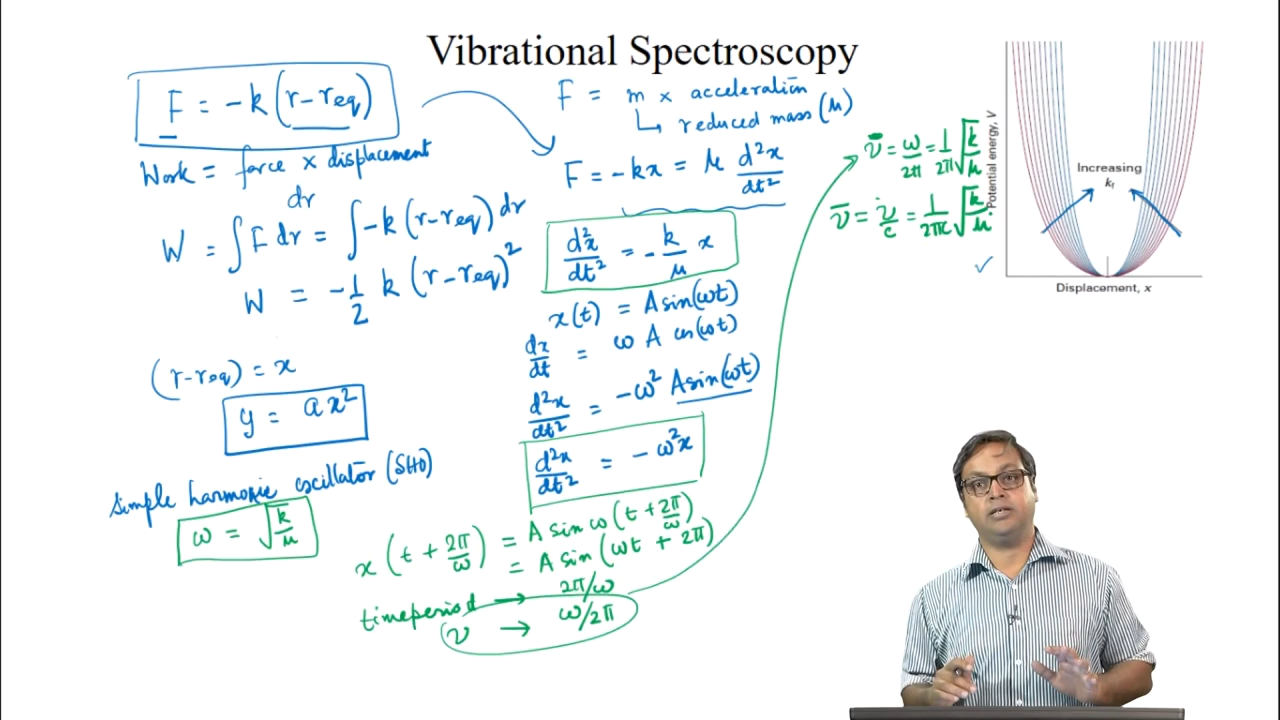 Vibrational Spectroscopy
F = -k (r-req)
Work = force × displacement
dr
W = ∫F dr = ∫-k (r-req) dr
W = -1/2 k (r-req)²
(r-req) = x
y = ax²
Simple harmonic oscillator (SHO)
ω = √k/μ
F = m × acceleration
↳ reduced mass (μ)
F = -kx = μ d²x/dt²
d²x/dt² = -k/μ x
x(t) = A sin(ωt)
dx/dt = ω A cos(ωt)
d²x/dt² = -ω² A sin(ωt)
d²x/dt² = -ω²x
x(t + 2π/ω) = A sin ω(t + 2π/ω)
= A sin (ωt + 2π)
timeperiod → 2π/ω
ν → ω/2π
ν = ω/2π = 1/2π √k/μ
ν̄ = ν/c = 1/2πc √k/μ
Potential energy, V
Increasing
kf
Displacement, x